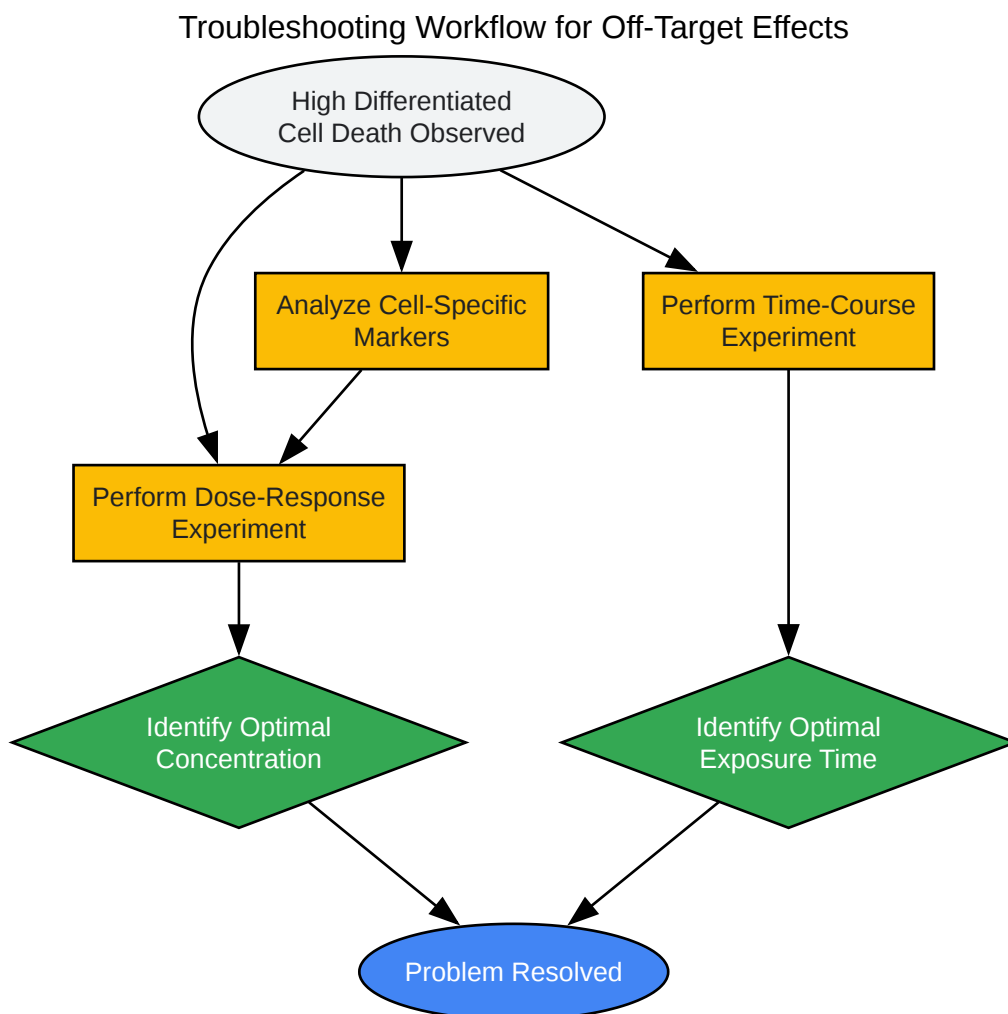 Troubleshooting Workflow for Off-Target Effects
High Differentiated
Cell Death Observed
Analyze Cell-Specific
Markers
Perform Time-Course
Experiment
Perform Dose-Response
Experiment
Identify Optimal
Concentration
Identify Optimal
Exposure Time
Problem Resolved